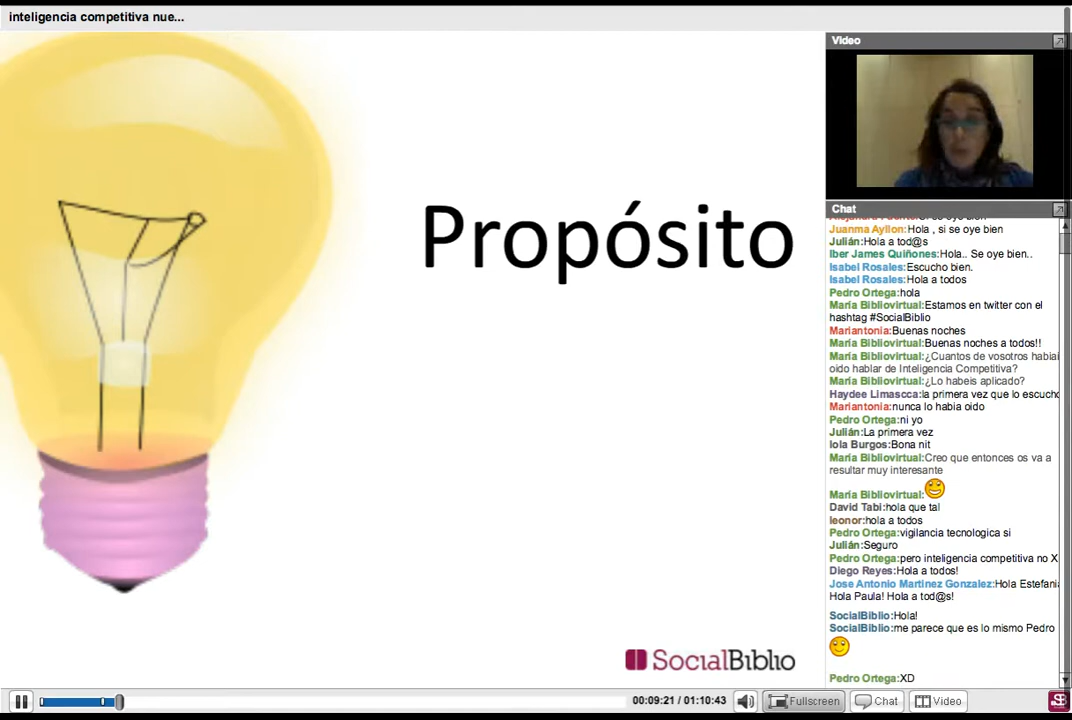 inteligencia competitiva nue...
Propósito
SocialBiblio
Video
Chat
Juanma Ayllon:Hola , si se oye bien
Julián:Hola a tod@s
Iber James Quiñones:Hola.. Se oye bien..
Isabel Rosales:Escucho bien.
Isabel Rosales:Hola a todos
Pedro Ortega:hola
María Bibliovirtual:Estamos en twitter con el
hashtag #SocialBiblio
Mariantonia:Buenas noches
María Bibliovirtual:Buenas noches a todos!!
María Bibliovirtual:¿Cuantos de vosotros habiai
oido hablar de Inteligencia Competitiva?
María Bibliovirtual:¿Lo habeis aplicado?
Haydee Limascca:la primera vez que lo escucho
Mariantonia:nunca lo habia oido
Pedro Ortega:ni yo
Julián:La primera vez
lola Burgos:Bona nit
María Bibliovirtual:Creo que entonces os va a
resultar muy interesante
María Bibliovirtual:
David Tabi:hola que tal
leonor:hola a todos
Pedro Ortega:vigilancia tecnologica si
Julián:Seguro
Pedro Ortega:pero inteligencia competitiva no X
Diego Reyes:Hola a todos!
Jose Antonio Martinez Gonzalez:Hola Estefani
Hola Paula! Hola a tod@s!
SocialBiblio:Hola!
SocialBiblio:me parece que es lo mismo Pedro
Pedro Ortega:XD
00:09:21 / 01:10:43
Fullscreen
Chat
Video